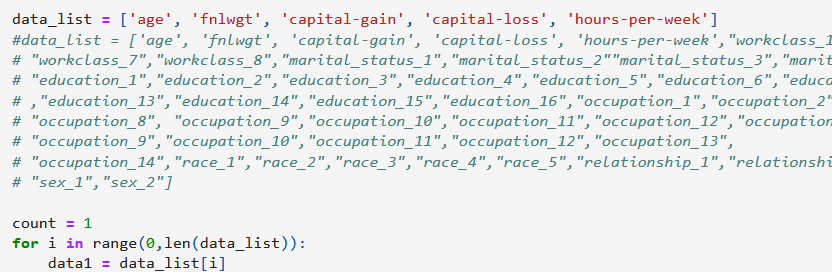 data_list = ['age', 'fnlwgt', 'capital-gain', 'capital-loss', 'hours-per-week']
#data_list = ['age', 'fnlwgt', 'capital-gain', 'capital-loss', 'hours-per-week',"workclass_1
# "workclass_7","workclass_8","marital_status_1","marital_status_2""marital_status_3","marit
# "education_1","education_2","education_3","education_4","education_5","education_6","educa
# ,"education_13","education_14","education_15","education_16","occupation_1","occupation_2"
# "occupation_8", "occupation_9","occupation_10","occupation_11","occupation_12","occupation
# "occupation_9","occupation_10","occupation_11","occupation_12","occupation_13",
# "occupation_14","race_1","race_2","race_3","race_4","race_5","relationship_1","relationshi
# "sex_1","sex_2"]
count = 1
for i in range(0,len(data_list)):
    data1 = data_list[i]